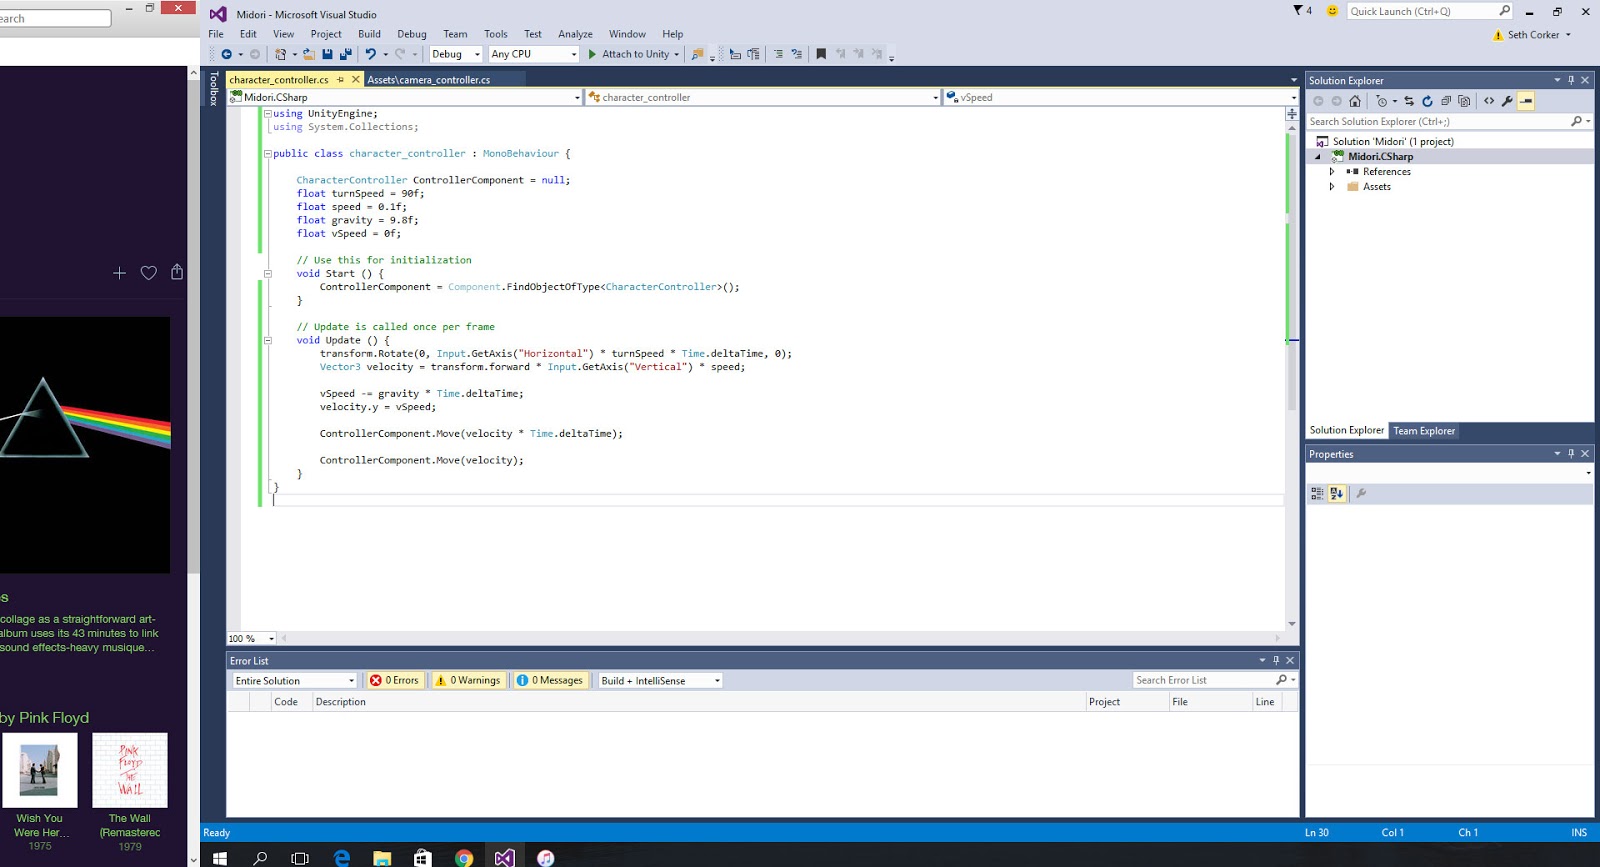 earch
s
collage as a straightforward art-
album uses its 43 minutes to link
sound effects-heavy musique...
by Pink Floyd
PINK
FLOYD
THE
WALL
Wish You
Were Her...
1975
The Wall
(Remasterec
1979
Midori - Microsoft Visual Studio
4
Quick Launch (Ctrl+Q)
File Edit View Project Build Debug Team Tools Test Analyze Window Help
Seth Corker
Debug Any CPU Attach to Unity
Toolbox
character_controller.cs Assets\camera_controller.cs
Midori.CSharp character_controller vSpeed
using UnityEngine;
using System.Collections;
public class character_controller : MonoBehaviour {
CharacterController ControllerComponent = null;
float turnSpeed = 90f;
float speed = 0.1f;
float gravity = 9.8f;
float vSpeed = 0f;
// Use this for initialization
void Start () {
ControllerComponent = Component.FindObjectOfType<CharacterController>();
}
// Update is called once per frame
void Update () {
transform.Rotate(0, Input.GetAxis("Horizontal") * turnSpeed * Time.deltaTime, 0);
Vector3 velocity = transform.forward * Input.GetAxis("Vertical") * speed;
vSpeed -= gravity * Time.deltaTime;
velocity.y = vSpeed;
ControllerComponent.Move(velocity * Time.deltaTime);
ControllerComponent.Move(velocity);
}
}
100 %
Error List
Entire Solution 0 Errors 0 Warnings 0 Messages Build + IntelliSense Search Error List
Code Description Project File Line
Solution Explorer
Search Solution Explorer (Ctrl+;)
Solution 'Midori' (1 project)
Midori.CSharp
References
Assets
Solution Explorer Team Explorer
Properties
Ready Ln 30 Col 1 Ch 1 INS